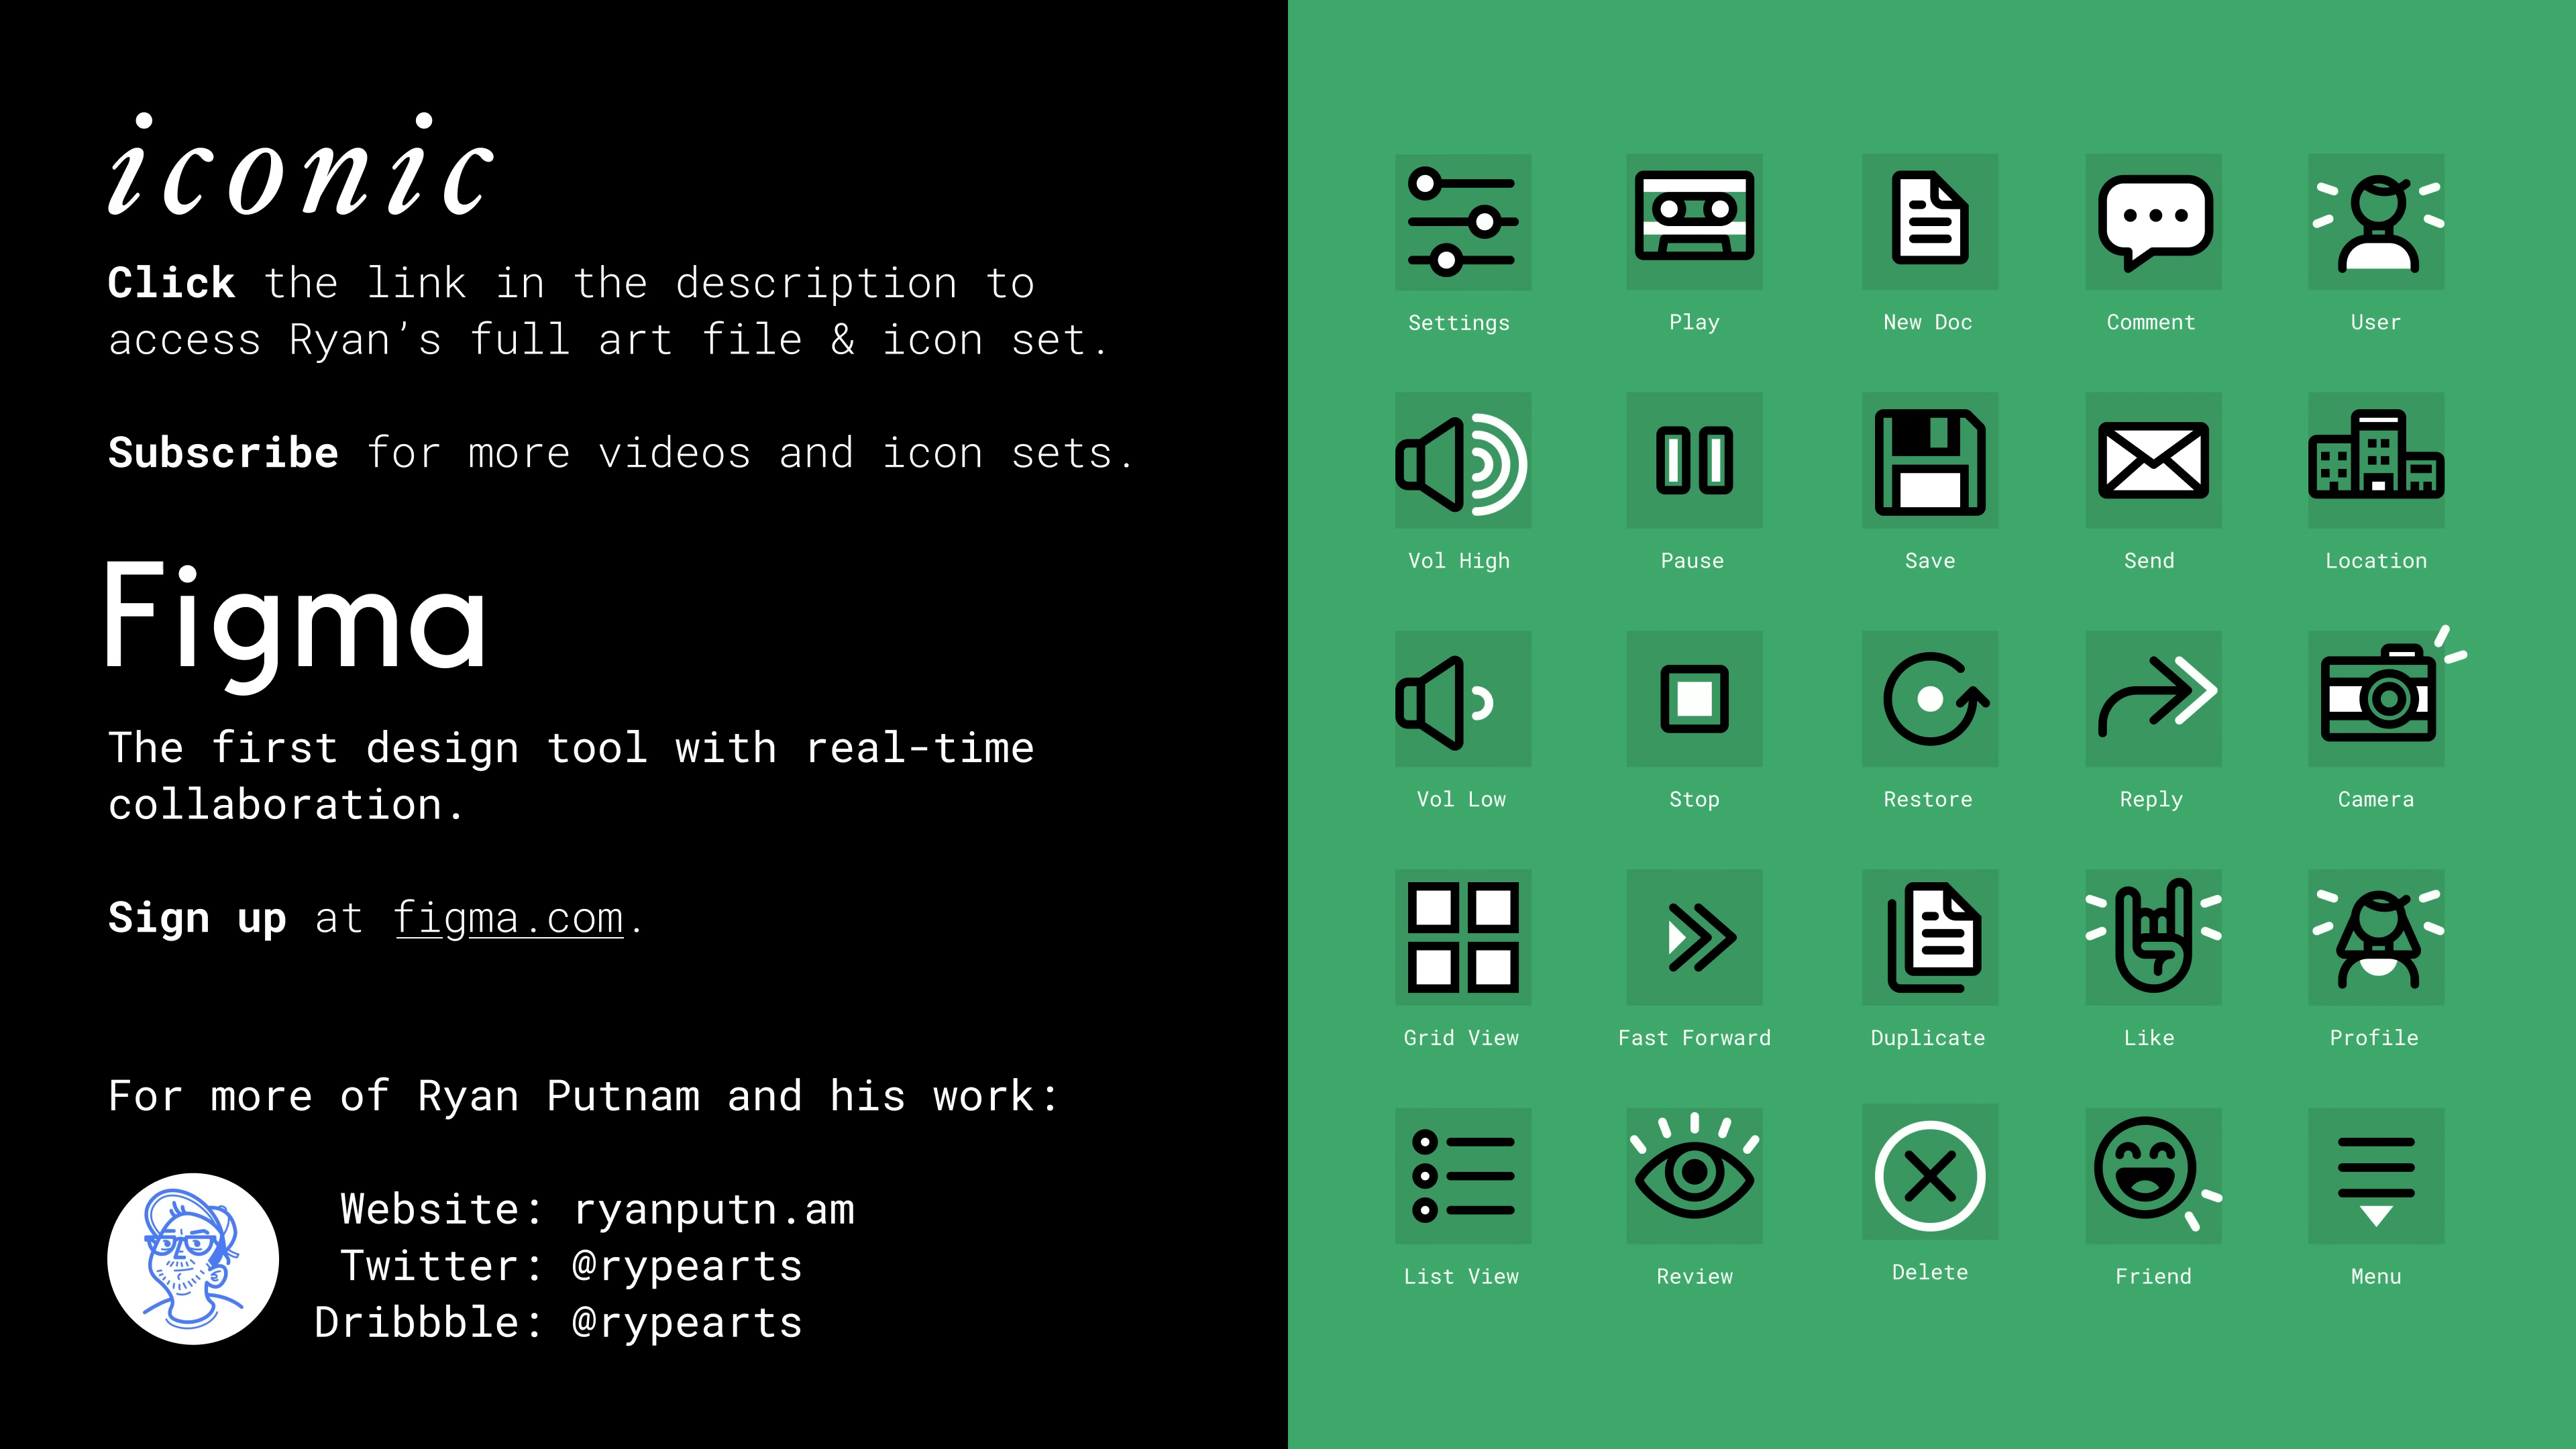 iconic
Click the link in the description to
access Ryan’s full art file & icon set.
Subscribe for more videos and icon sets.
Figma
The first design tool with real-time
collaboration.
Sign up at figma.com.
For more of Ryan Putnam and his work:
Website: ryanputn.am
Twitter: @rypearts
Dribbble: @rypearts
Settings Play New Doc Comment User
Vol High Pause Save Send Location
Vol Low Stop Restore Reply Camera
Grid View Fast Forward Duplicate Like Profile
List View Review Delete Friend Menu